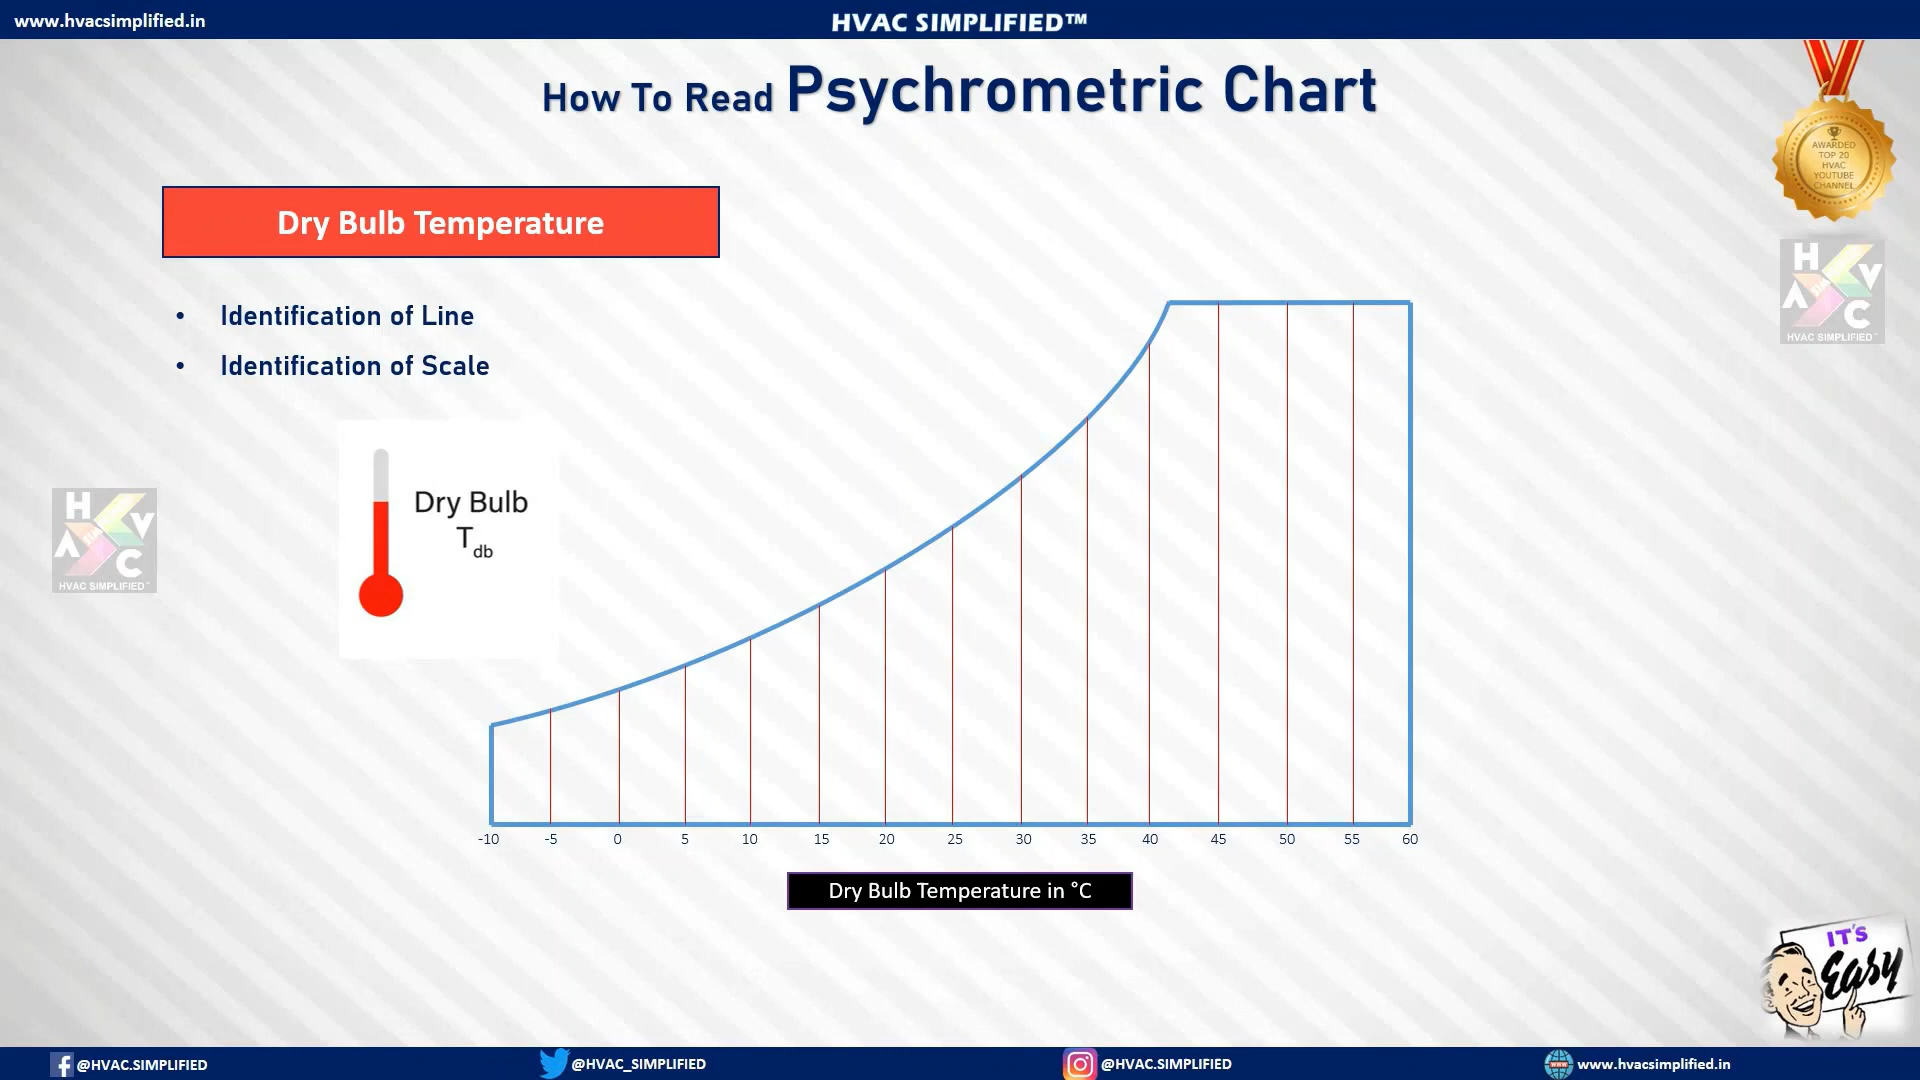 www.hvacsimplified.in
HVAC SIMPLIFIED™
How To Read Psychrometric Chart
AWARDED
TOP 20
HVAC
YOUTUBE
CHANNEL
Dry Bulb Temperature
H V A C
HVAC SIMPLIFIED™
• Identification of Line
• Identification of Scale
Dry Bulb
Tdb
H V A C
HVAC SIMPLIFIED™
-10 -5 0 5 10 15 20 25 30 35 40 45 50 55 60
Dry Bulb Temperature in °C
IT'S
Easy
@HVAC.SIMPLIFIED
@HVAC_SIMPLIFIED
@HVAC.SIMPLIFIED
www.hvacsimplified.in